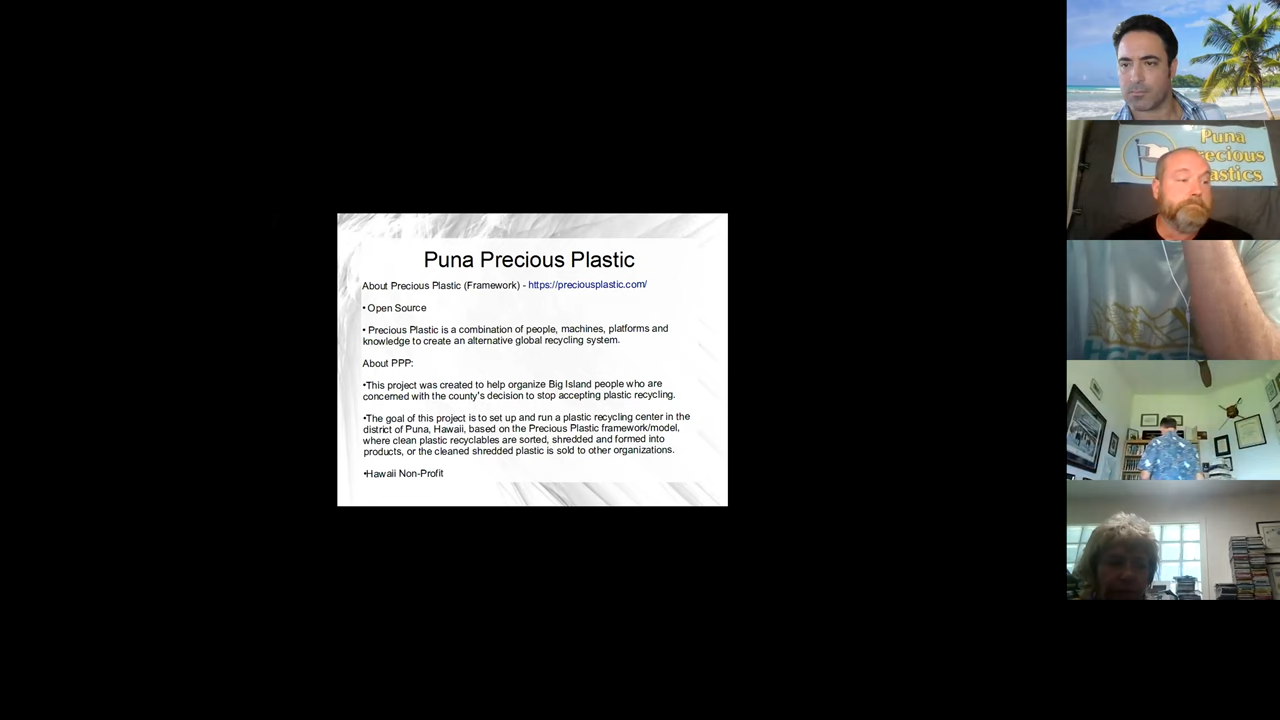 Puna Precious Plastic
About Precious Plastic (Framework) - https://preciousplastic.com/
• Open Source
• Precious Plastic is a combination of people, machines, platforms and
knowledge to create an alternative global recycling system.
About PPP:
•This project was created to help organize Big Island people who are
concerned with the county's decision to stop accepting plastic recycling.
•The goal of this project is to set up and run a plastic recycling center in the
district of Puna, Hawaii, based on the Precious Plastic framework/model,
where clean plastic recyclables are sorted, shredded and formed into
products, or the cleaned shredded plastic is sold to other organizations.
•Hawaii Non-Profit
Puna
ecious
astics